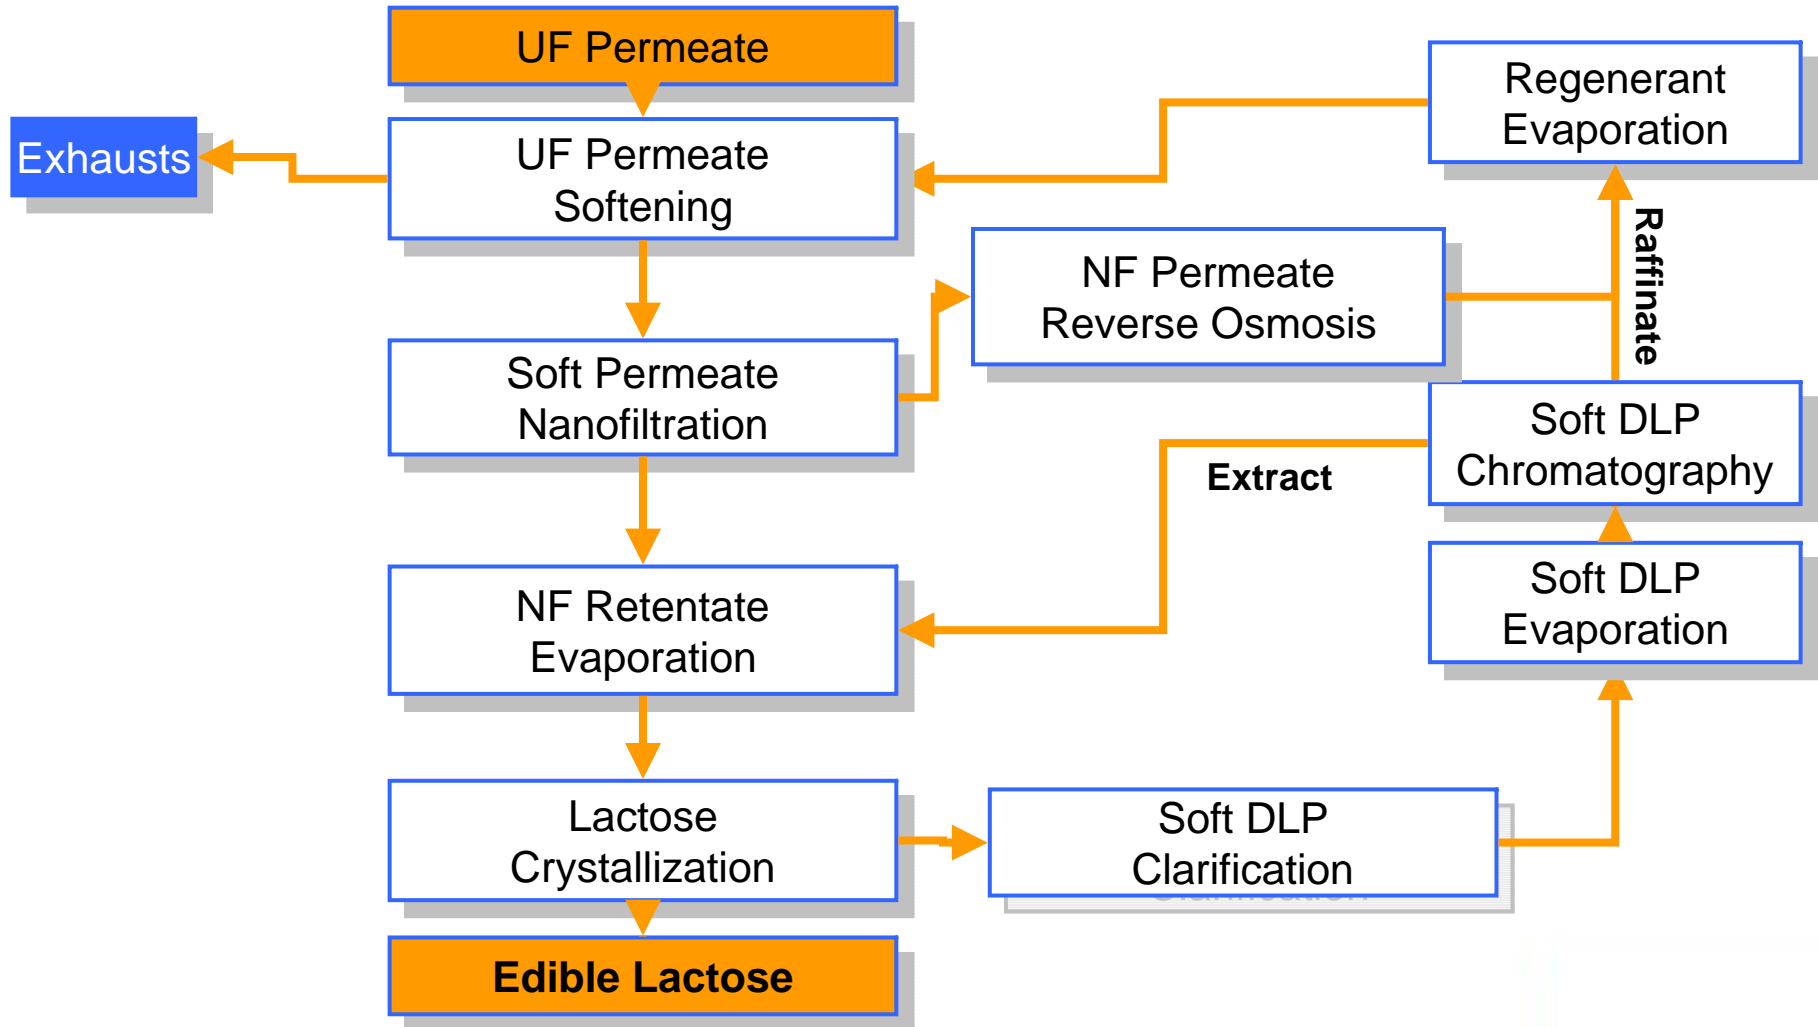 UF Permeate
Exhausts
UF Permeate
Softening
Regenerant
Evaporation
NF Permeate
Reverse Osmosis
Raffinate
Soft Permeate
Nanofiltration
Soft DLP
Chromatography
Extract
NF Retentate
Evaporation
Soft DLP
Evaporation
Lactose
Crystallization
Soft DLP
Clarification
Edible Lactose